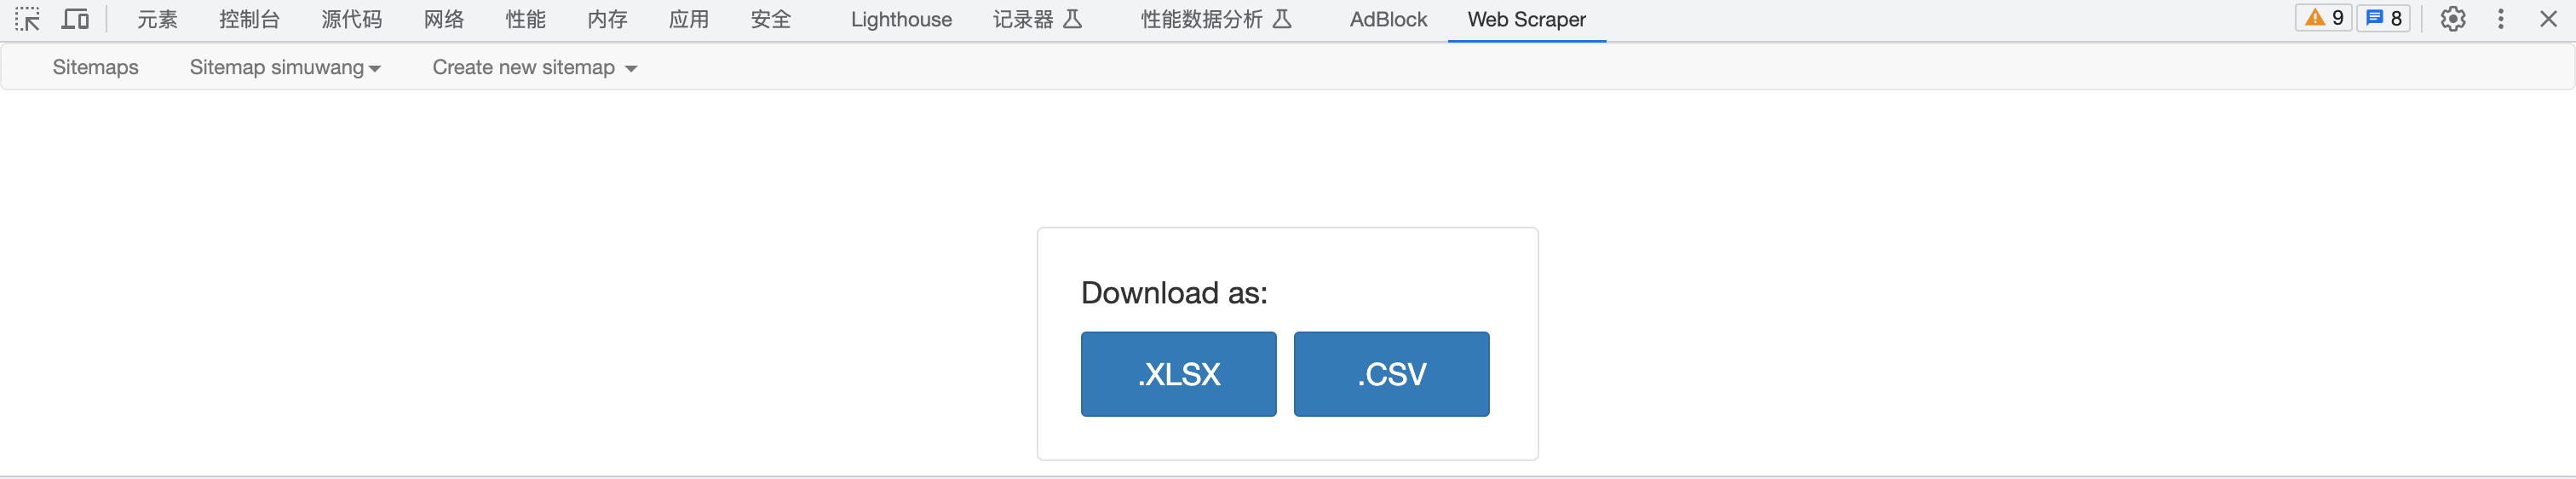 元素 控制台 源代码 网络 性能 内存 应用 安全 Lighthouse 记录器 性能数据分析 AdBlock Web Scraper 9 8
Sitemaps Sitemap simuwang Create new sitemap
Download as:
.XLSX .CSV